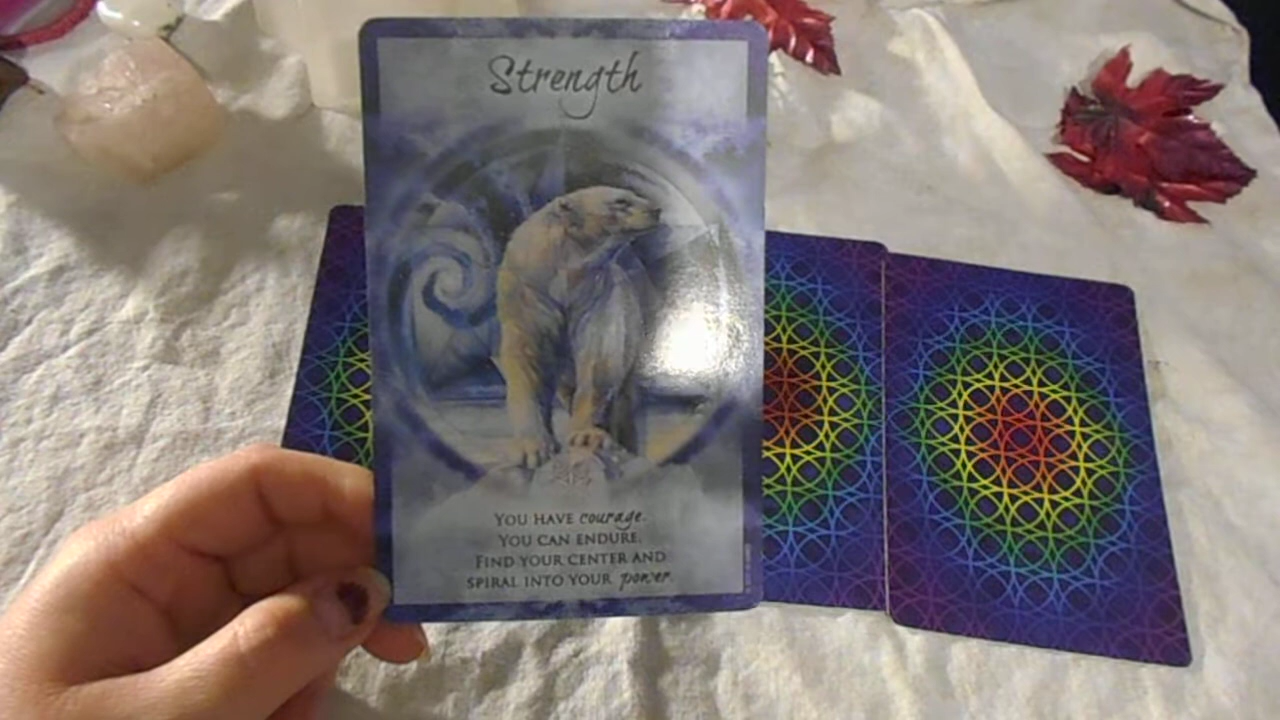 Strength
YOU HAVE courage.
YOU CAN ENDURE.
FIND YOUR CENTER AND
SPIRAL INTO YOUR power.